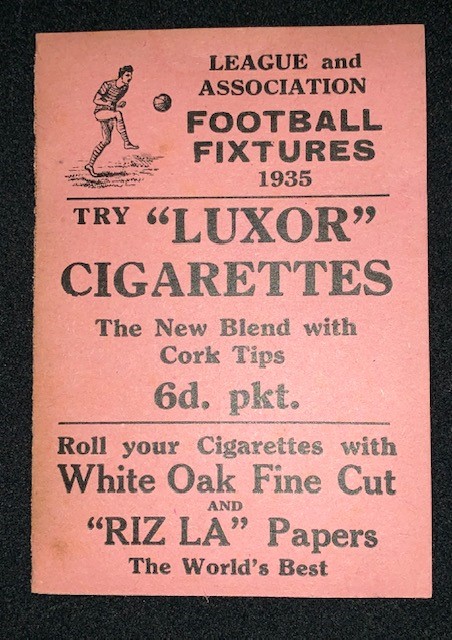 LEAGUE and
ASSOCIATION
FOOTBALL
FIXTURES
1935
TRY "LUXOR"
CIGARETTES
The New Blend with
Cork Tips
6d. pkt.
Roll your Cigarettes with
White Oak Fine Cut
AND
"RIZ LA" Papers
The World's Best